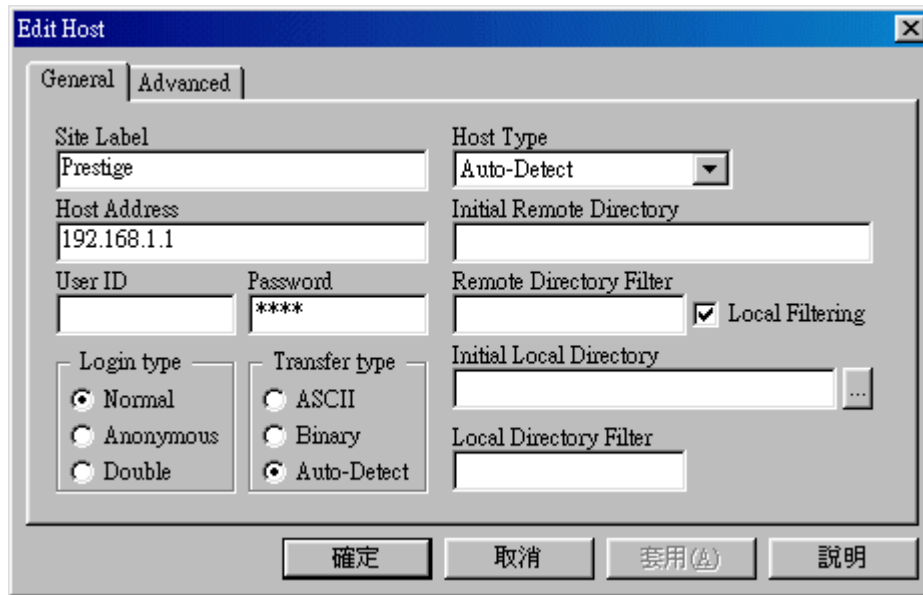 Edit Host
General
Advanced
Site Label
Prestige
Host Address
192.168.1.1
User ID
Password
****
Login type
Normal
Anonymous
Double
Transfer type
ASCII
Binary
Auto-Detect
Host Type
Auto-Detect
Initial Remote Directory
Remote Directory Filter
Local Filtering
Initial Local Directory
...
Local Directory Filter
確定
取消
套用(A)
說明